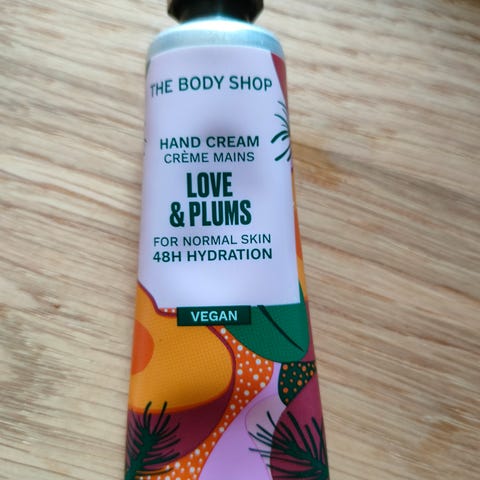 THE BODY SHOP
HAND CREAM
CRÈME MAINS
LOVE
& PLUMS
FOR NORMAL SKIN
48H HYDRATION
VEGAN